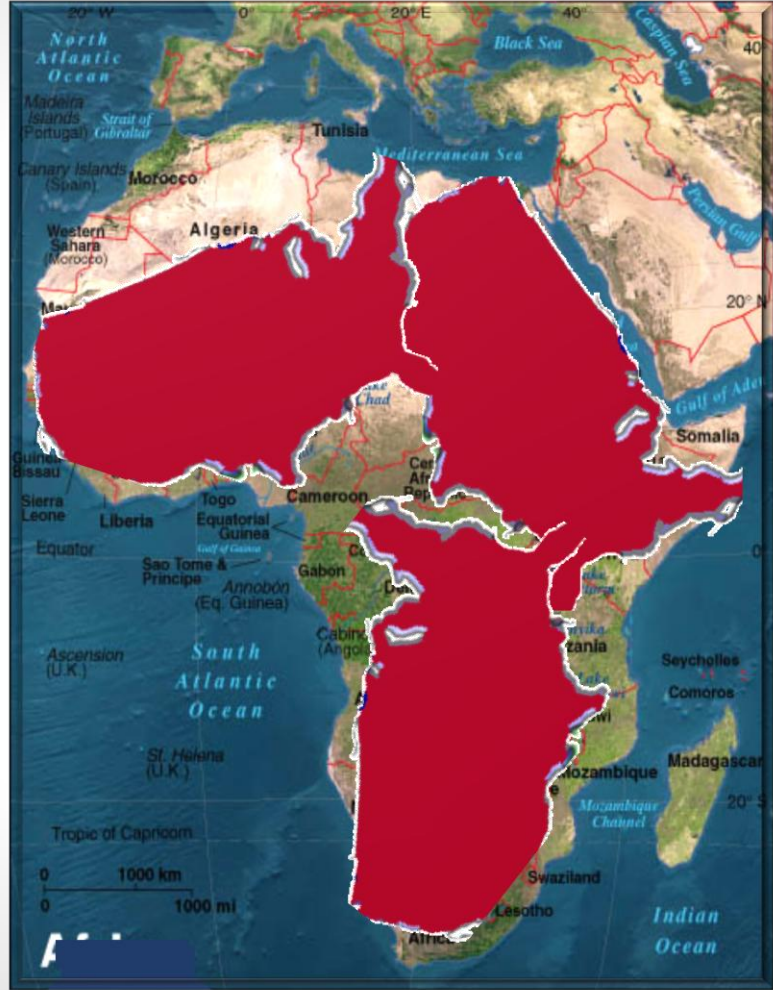 20° W
0°
20° E
40°
North
Atlantic
Ocean
Black Sea
Caspian Sea
40
Madeira
Islands
(Portugal)
Strait of
Gibraltar
Tunisia
Mediterranean Sea
Canary Islands
(Spain)
Morocco
Persian Gulf
Western
Sahara
(Morocco)
Algeria
20° N
Gulf of Aden
Lake
Chad
Somalia
Guinea
Bissau
Sierra
Leone
Liberia
Togo
Cameroon
Equatorial
Guinea
Equator
Gulf of Guinea
0°
Sao Tome &
Principe
Gabon
Annobón
(Eq. Guinea)
South
Atlantic
Ocean
Ascension
(U.K.)
Seychelles
Comoros
St. Helena
(U.K.)
Madagascar
Mozambique
Mozambique
Channel
20° S
Tropic of Capricorn
0
1000 km
0
1000 mi
Swaziland
Lesotho
Africa
Indian
Ocean